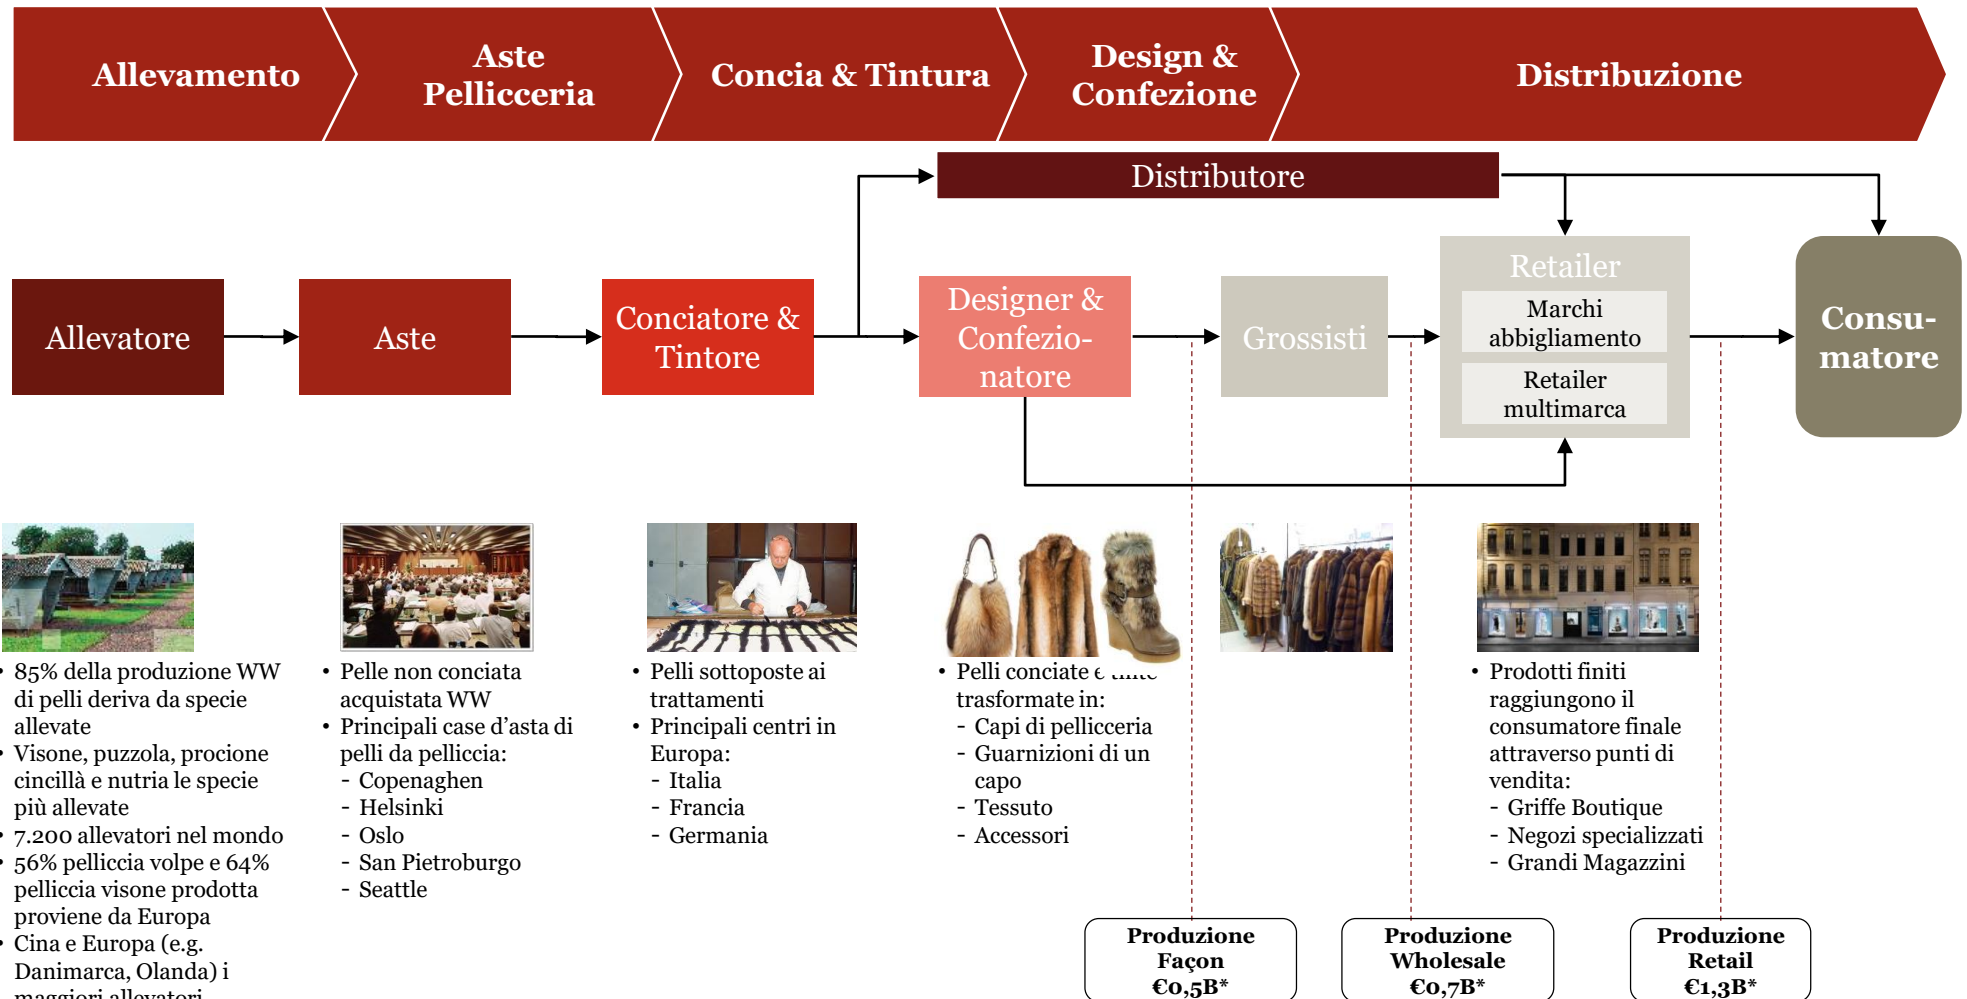 Allevamento
Aste
Pellicceria
Concia & Tintura
Design &
Confezione
Distribuzione
Distributore
Allevatore
Aste
Conciatore &
Tintore
Designer &
Confezio-
natore
Grossisti
Retailer
Marchi
abbigliamento
Retailer
multimarca
Consu-
matore
• 85% della produzione WW
di pelli deriva da specie
allevate
• Visone, puzzola, procione
cincillà e nutria le specie
più allevate
• 7.200 allevatori nel mondo
• 56% pelliccia volpe e 64%
pelliccia visone prodotta
proviene da Europa
• Cina e Europa (e.g.
Danimarca, Olanda) i
maggiori allevatori
• Pelle non conciata
acquistata WW
• Principali case d’asta di
pelli da pelliccia:
- Copenaghen
- Helsinki
- Oslo
- San Pietroburgo
- Seattle
• Pelli sottoposte ai
trattamenti
• Principali centri in
Europa:
- Italia
- Francia
- Germania
• Pelli conciate e tinte
trasformate in:
- Capi di pellicceria
- Guarnizioni di un
capo
- Tessuto
- Accessori
• Prodotti finiti
raggiungono il
consumatore finale
attraverso punti di
vendita:
- Griffe Boutique
- Negozi specializzati
- Grandi Magazzini
Produzione
Façon
€0,5B*
Produzione
Wholesale
€0,7B*
Produzione
Retail
€1,3B*